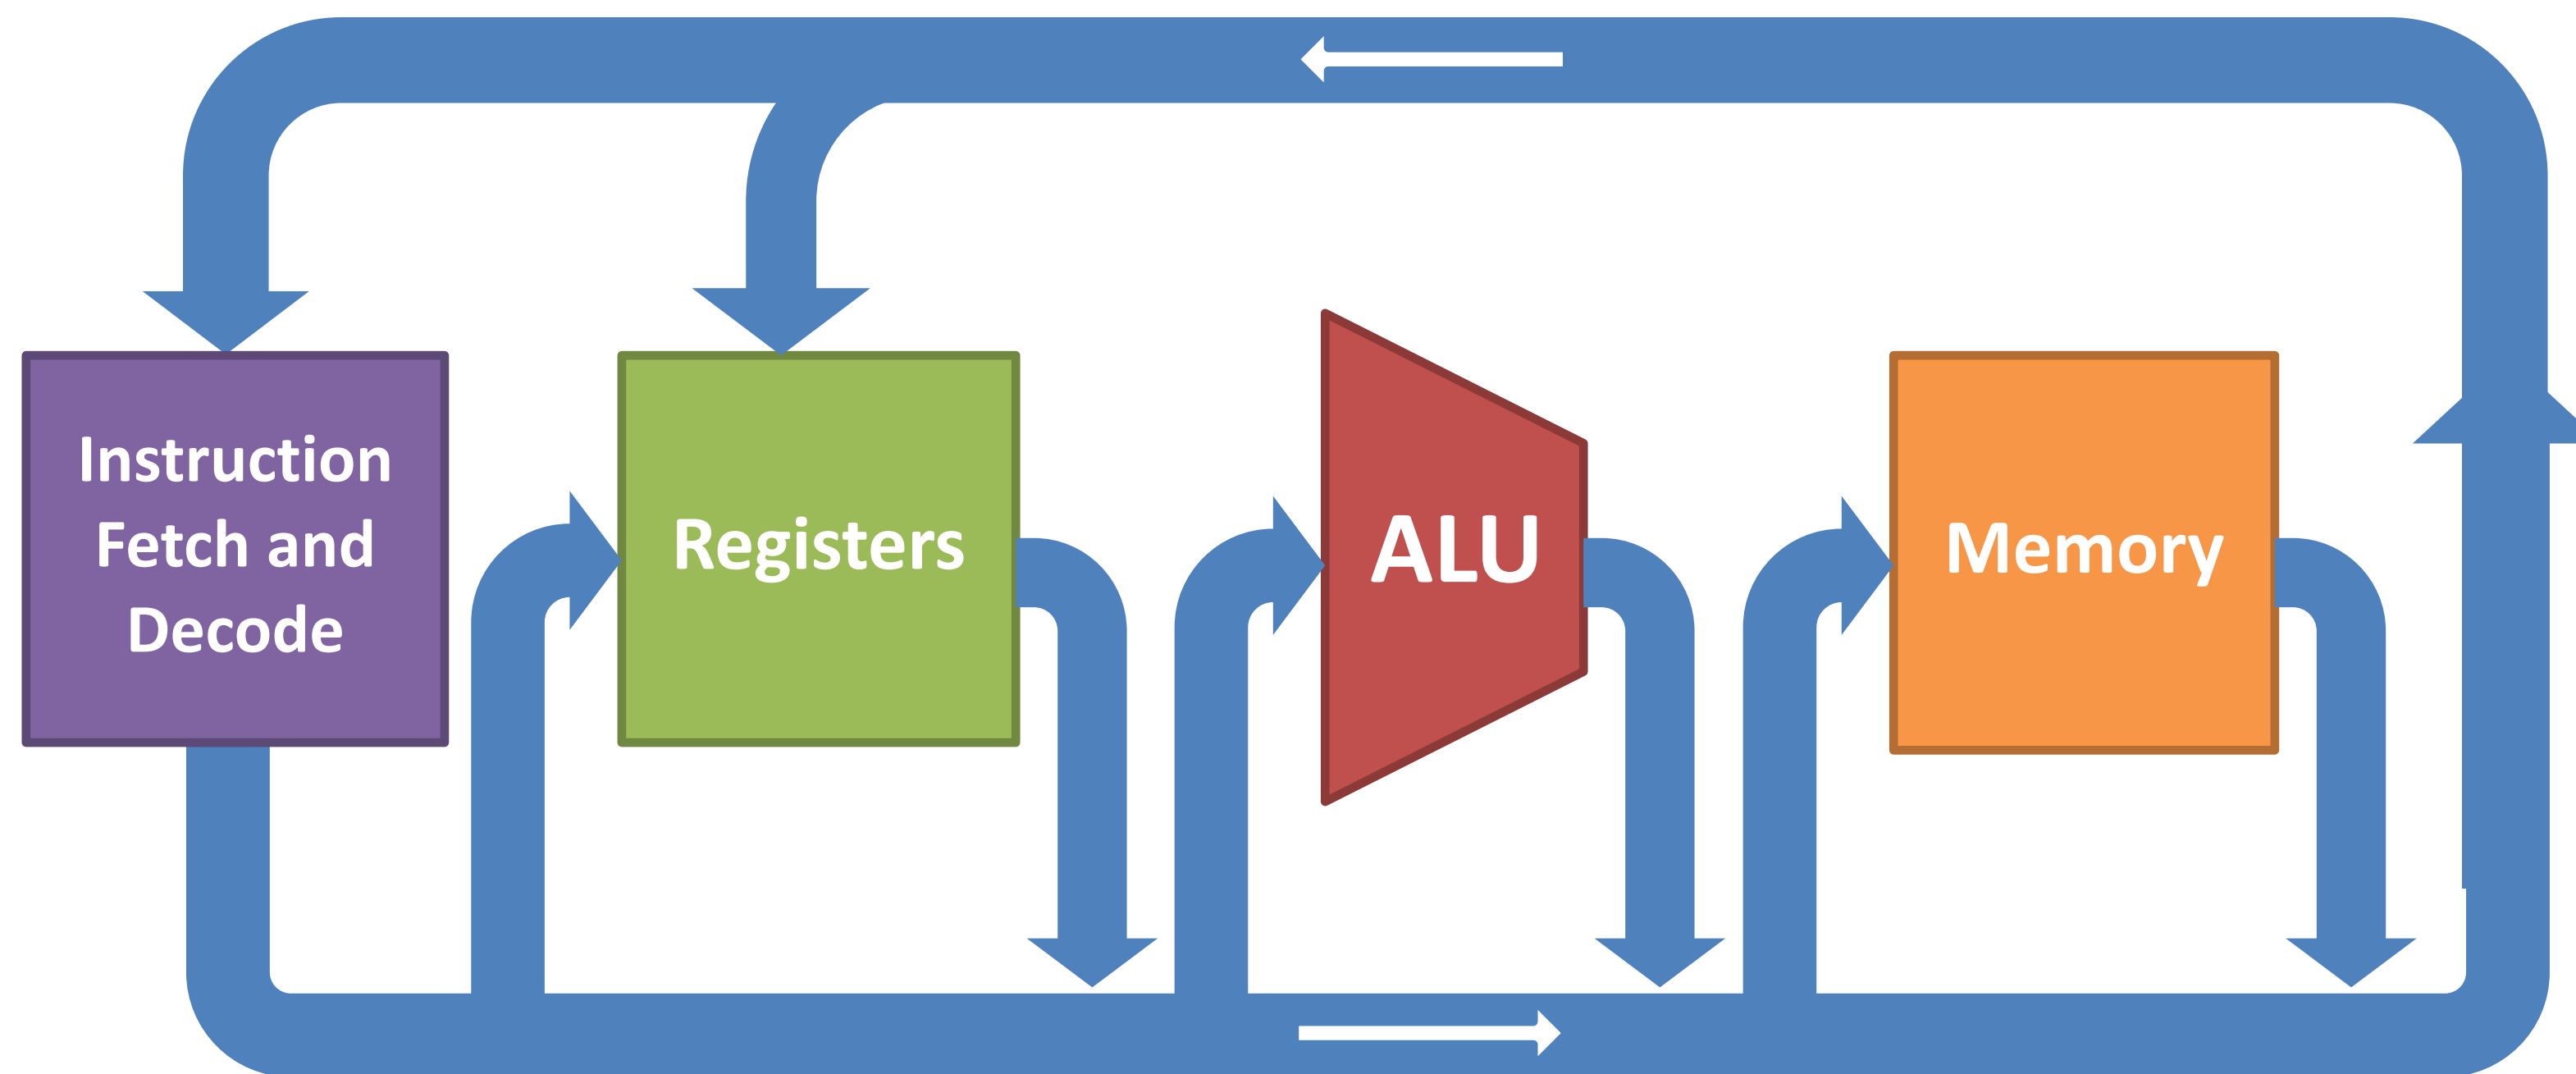 Instruction
Fetch and
Decode
Registers
ALU
Memory